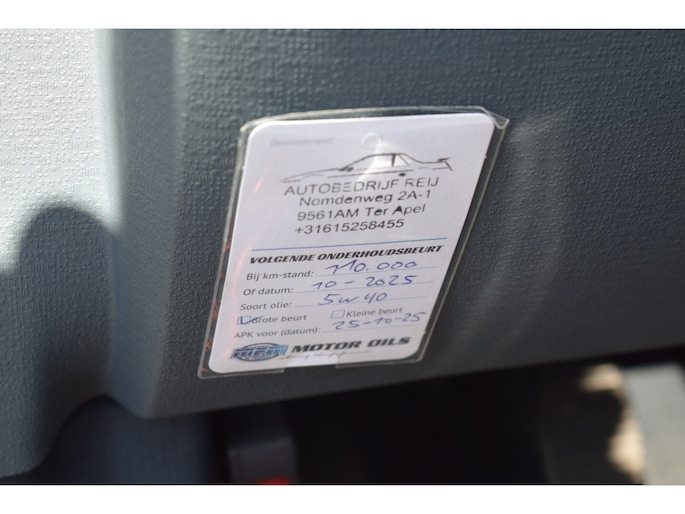 AUTOBEDRIJF REIJ
Nomdenweg 2A-1
9561AM Ter Apel
+31615258455
VOLGENDE ONDERHOUDSBEURT
Bij km-stand: 110.000
Of datum: 10-2025
Soort olie: 5w40
Grote beurt Kleine beurt
APK voor (datum): 25-10-25
MOTOR OILS